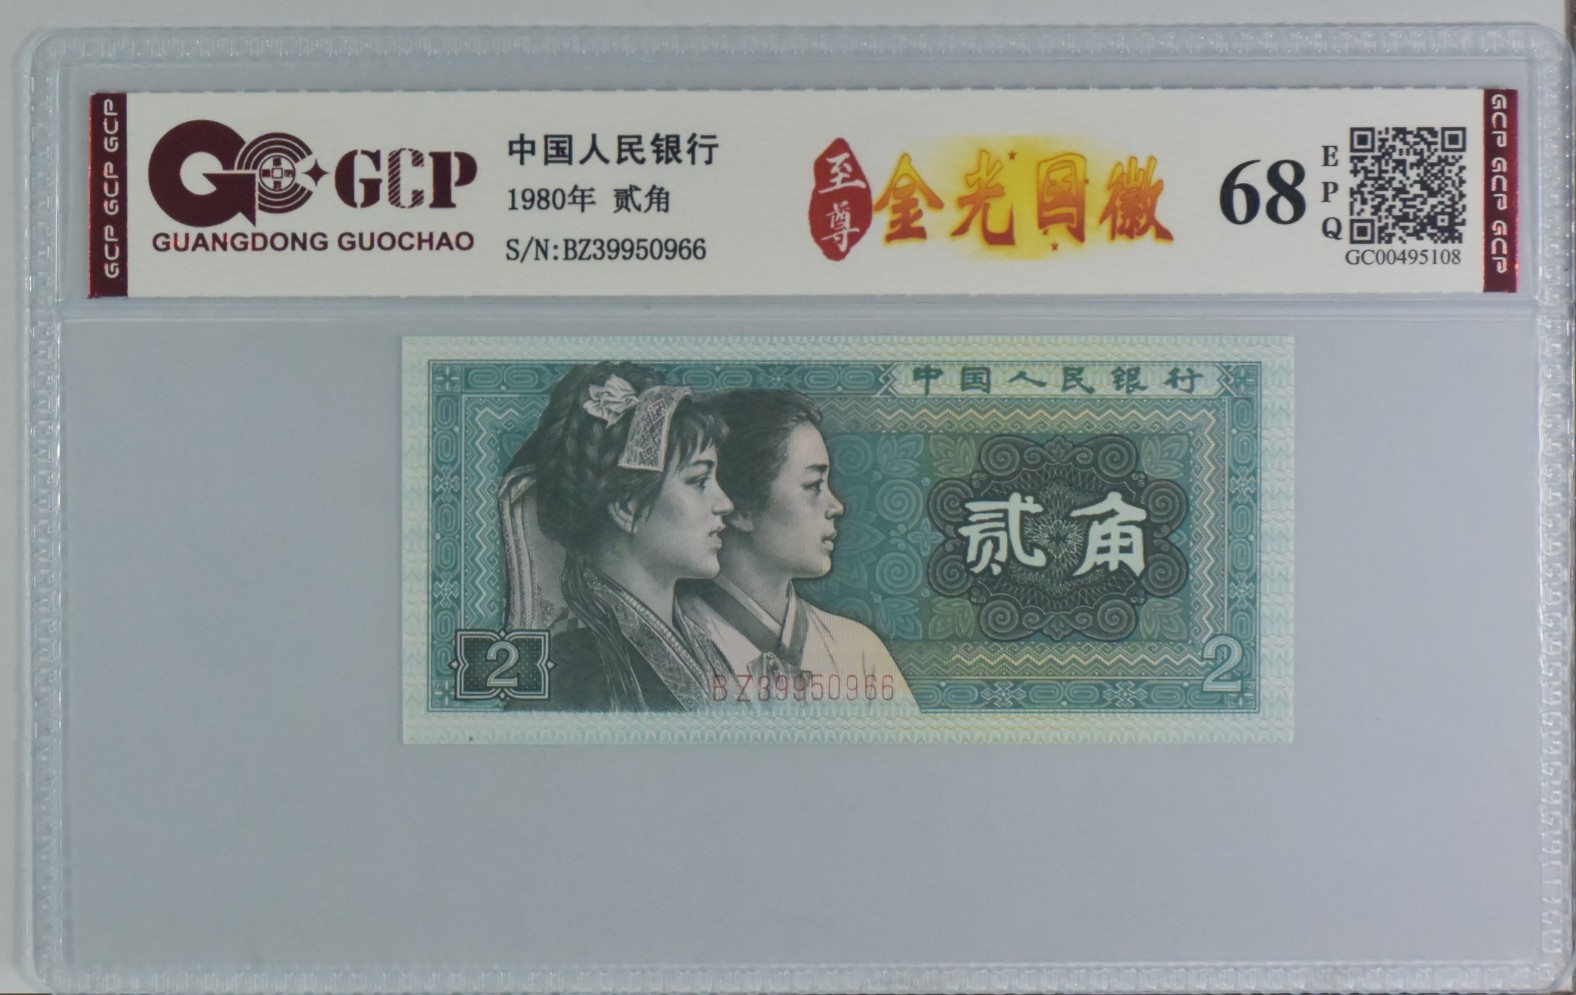 GCP GCP GCP
GCP
GUANGDONG GUOCHAO
中国人民银行
1980年 贰角
S/N:BZ39950966
至尊
金光国徽
68
EPQ
GC00495108
GCP GCP GCP
中国人民银行
贰角
2
2
BZ39950966